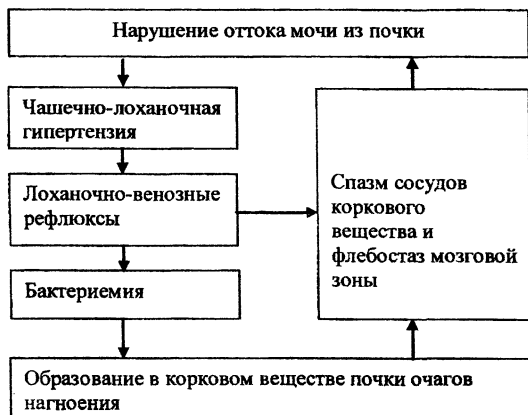 Нарушение оттока мочи из почки
Чашечно-лоханочная
гипертензия
Лоханочно-венозные
рефлюксы
Бактериемия
Спазм сосудов
коркового
вещества и
флебостаз мозговой
зоны
Образование в корковом веществе почки очагов
нагноения